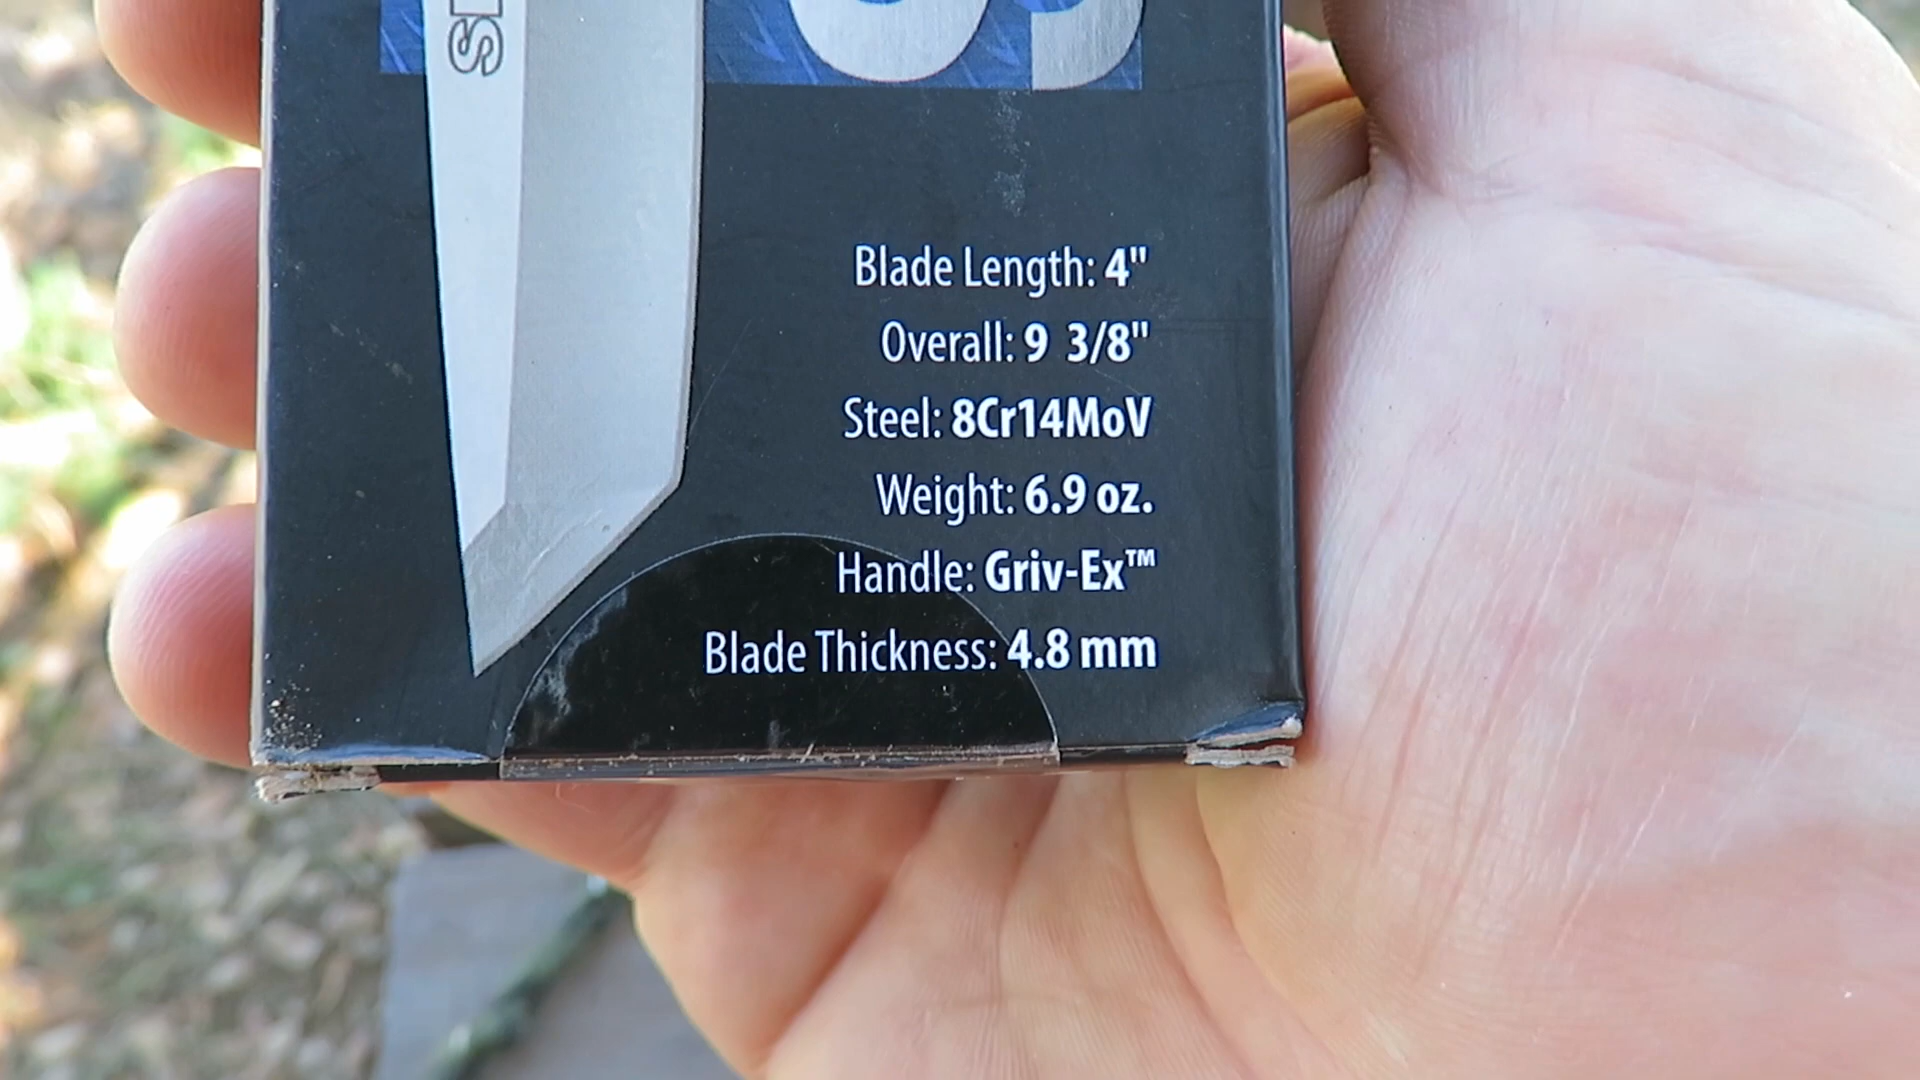 Blade Length: 4"
Overall: 9 3/8"
Steel: 8Cr14MoV
Weight: 6.9 oz.
Handle: Griv-Ex™
Blade Thickness: 4.8 mm